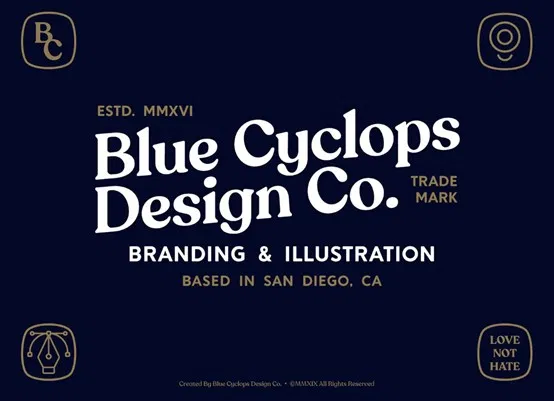 BC
ESTD. MMXVI
Blue Cyclops
Design Co.
TRADE
MARK
BRANDING & ILLUSTRATION
BASED IN SAN DIEGO, CA
LOVE
NOT
HATE
Created By Blue Cyclops Design Co. • ©MMXIX All Rights Reserved